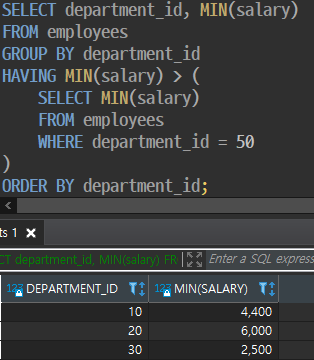 SELECT department_id, MIN(salary)
FROM employees
GROUP BY department_id
HAVING MIN(salary) > (
    SELECT MIN(salary)
    FROM employees
    WHERE department_id = 50
)
ORDER BY department_id;
ts 1
CT department_id, MIN(salary) FR
Enter a SQL express
123 DEPARTMENT_ID 123 MIN(SALARY)
10 4,400
20 6,000
30 2,500